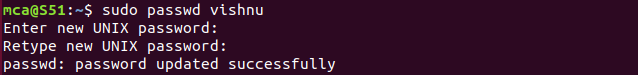 mca@S51:~$ sudo passwd vishnu
Enter new UNIX password:
Retype new UNIX password:
passwd: password updated successfully